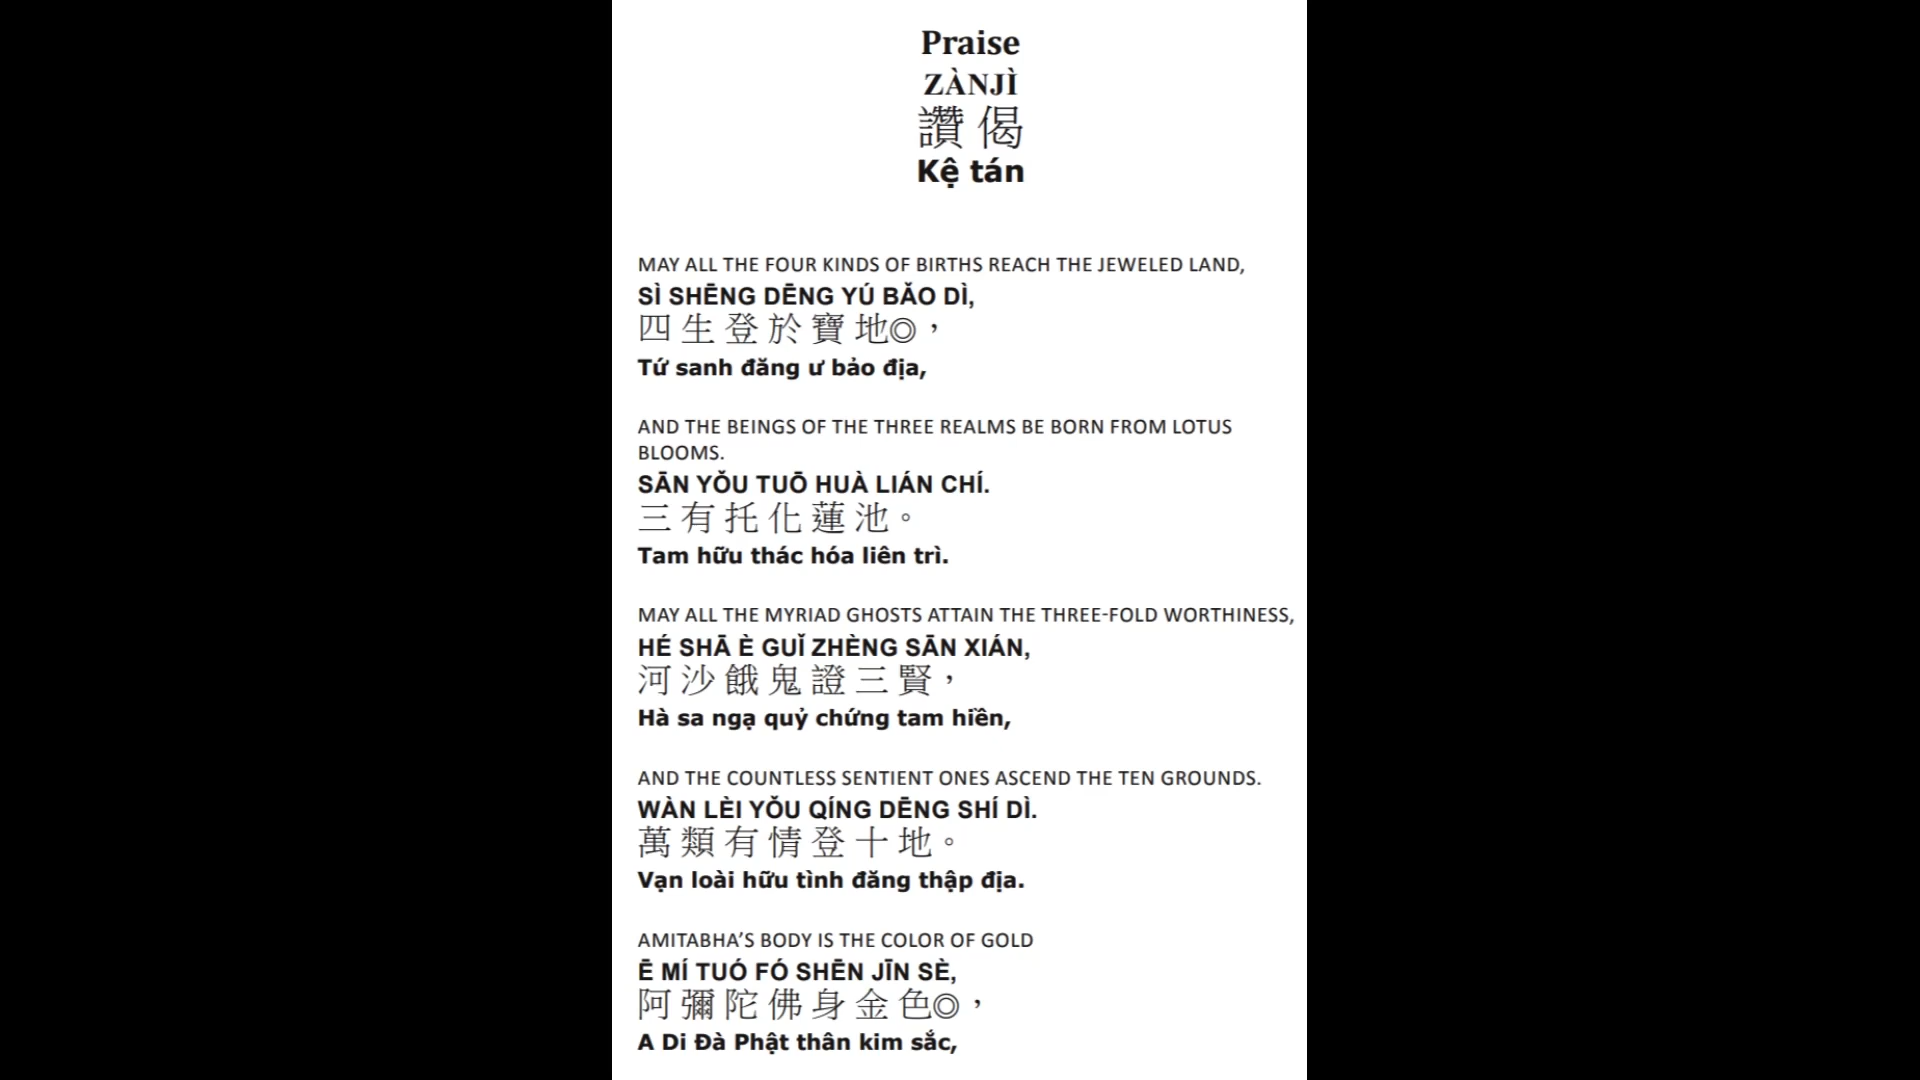 Praise
ZÀNJÌ
讚 偈
Kệ tán
MAY ALL THE FOUR KINDS OF BIRTHS REACH THE JEWELED LAND,
SÌ SHĒNG DĒNG YÚ BǍO DÌ,
四 生 登 於 寶 地◎，
Tứ sanh đăng ư bảo địa,
AND THE BEINGS OF THE THREE REALMS BE BORN FROM LOTUS
BLOOMS.
SĀN YǑU TUŌ HUÀ LIÁN CHÍ.
三 有 托 化 蓮 池。
Tam hữu thác hóa liên trì.
MAY ALL THE MYRIAD GHOSTS ATTAIN THE THREE-FOLD WORTHINESS,
HÉ SHĀ È GUǏ ZHÈNG SĀN XIÁN,
河 沙 餓 鬼 證 三 賢，
Hà sa ngạ quỷ chứng tam hiền,
AND THE COUNTLESS SENTIENT ONES ASCEND THE TEN GROUNDS.
WÀN LÈI YǑU QÍNG DĒNG SHÍ DÌ.
萬 類 有 情 登 十 地。
Vạn loài hữu tình đăng thập địa.
AMITABHA’S BODY IS THE COLOR OF GOLD
Ē MÍ TUÓ FÓ SHĒN JĪN SÈ,
阿 彌 陀 佛 身 金 色◎，
A Di Đà Phật thân kim sắc,